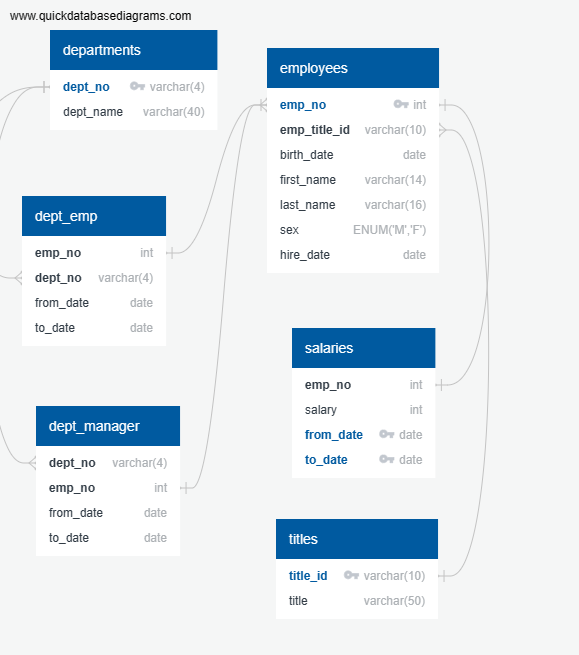 www.quickdatabasediagrams.com
departments
dept_no varchar(4)
dept_name varchar(40)
employees
emp_no int
emp_title_id varchar(10)
birth_date date
first_name varchar(14)
last_name varchar(16)
sex ENUM('M','F')
hire_date date
dept_emp
emp_no int
dept_no varchar(4)
from_date date
to_date date
salaries
emp_no int
salary int
from_date date
to_date date
dept_manager
dept_no varchar(4)
emp_no int
from_date date
to_date date
titles
title_id varchar(10)
title varchar(50)